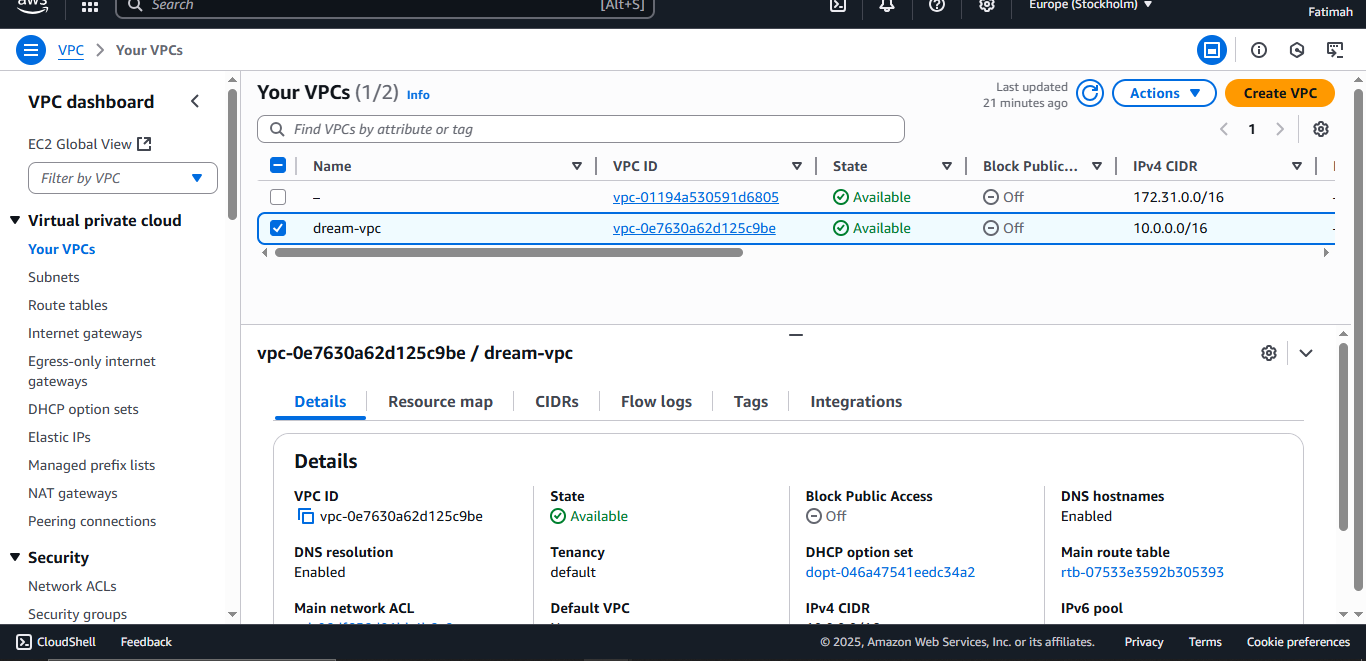 aws
Search
[Alt+S]
Europe (Stockholm)
Fatimah
VPC
Your VPCs
VPC dashboard
EC2 Global View
Filter by VPC
Virtual private cloud
Your VPCs
Subnets
Route tables
Internet gateways
Egress-only internet
gateways
DHCP option sets
Elastic IPs
Managed prefix lists
NAT gateways
Peering connections
Security
Network ACLs
Security groups
Your VPCs (1/2) Info
Last updated
21 minutes ago
Actions
Create VPC
Find VPCs by attribute or tag
1
Name VPC ID State Block Public... IPv4 CIDR
– vpc-01194a530591d6805 Available Off 172.31.0.0/16 -
dream-vpc vpc-0e7630a62d125c9be Available Off 10.0.0.0/16 -
vpc-0e7630a62d125c9be / dream-vpc
Details Resource map CIDRs Flow logs Tags Integrations
Details
VPC ID
vpc-0e7630a62d125c9be
State
Available
Block Public Access
Off
DNS hostnames
Enabled
DNS resolution
Enabled
Tenancy
default
DHCP option set
dopt-046a47541eedc34a2
Main route table
rtb-07533e3592b305393
Main network ACL
Default VPC
IPv4 CIDR
IPv6 pool
CloudShell Feedback
© 2025, Amazon Web Services, Inc. or its affiliates. Privacy Terms Cookie preferences